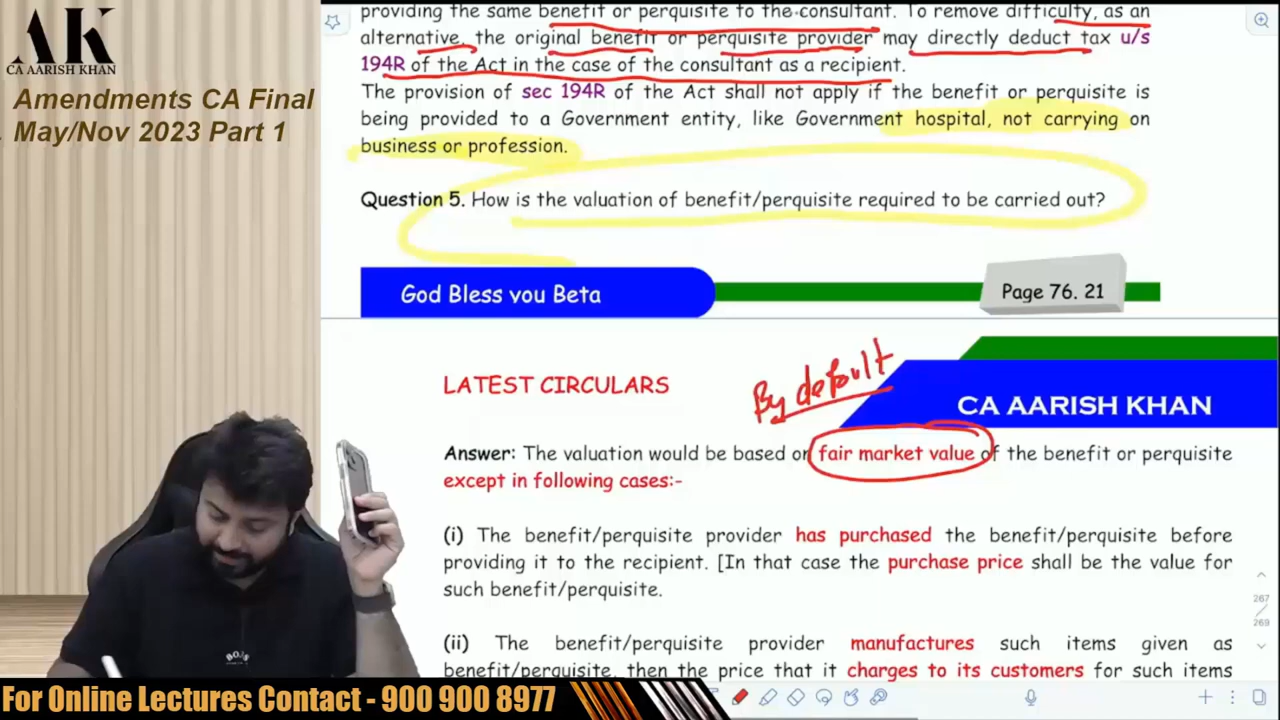 AK
CA AARISH KHAN
Amendments CA Final
May/Nov 2023 Part 1
providing the same benefit or perquisite to the consultant. To remove difficulty, as an
alternative, the original benefit or perquisite provider may directly deduct tax u/s
194R of the Act in the case of the consultant as a recipient.
The provision of sec 194R of the Act shall not apply if the benefit or perquisite is
being provided to a Government entity, like Government hospital, not carrying on
business or profession.
Question 5. How is the valuation of benefit/perquisite required to be carried out?
God Bless you Beta
Page 76. 21
LATEST CIRCULARS
By default
CA AARISH KHAN
Answer: The valuation would be based on fair market value of the benefit or perquisite
except in following cases:-
(i) The benefit/perquisite provider has purchased the benefit/perquisite before
providing it to the recipient. [In that case the purchase price shall be the value for
such benefit/perquisite.
(ii) The benefit/perquisite provider manufactures such items given as
benefit/perquisite, then the price that it charges to its customers for such items
267
269
BOSS
For Online Lectures Contact - 900 900 8977